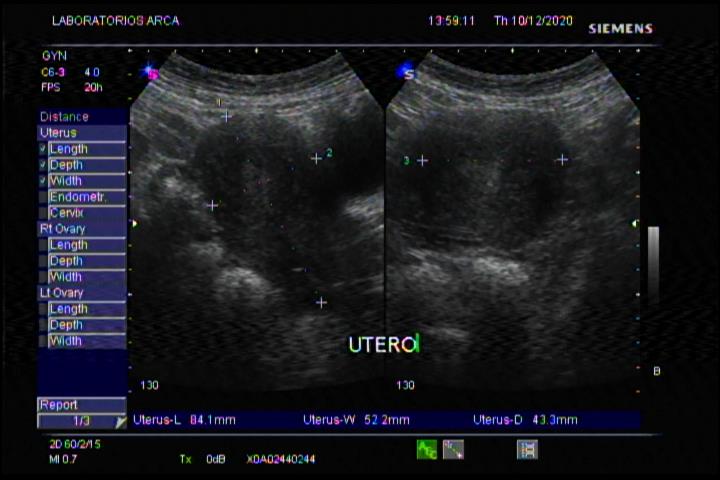 LABORATORIOS ARCA
13:59:11 Th 10/12/2020
SIEMENS
GYN
C6-3 4.0
FPS 20h
Distance
Uterus
Length
Depth
Width
Endometr.
Cervix
Rt Ovary
Length
Depth
Width
Lt Ovary
Length
Depth
Width
Report
1/3
S
S
1
2
3
UTERO
130
130
B
Uterus-L 84.1mm Uterus-W 52.2mm Uterus-D 43.3mm
2D 60/2/15
MI 0.7
Tx 0dB X0A02440244